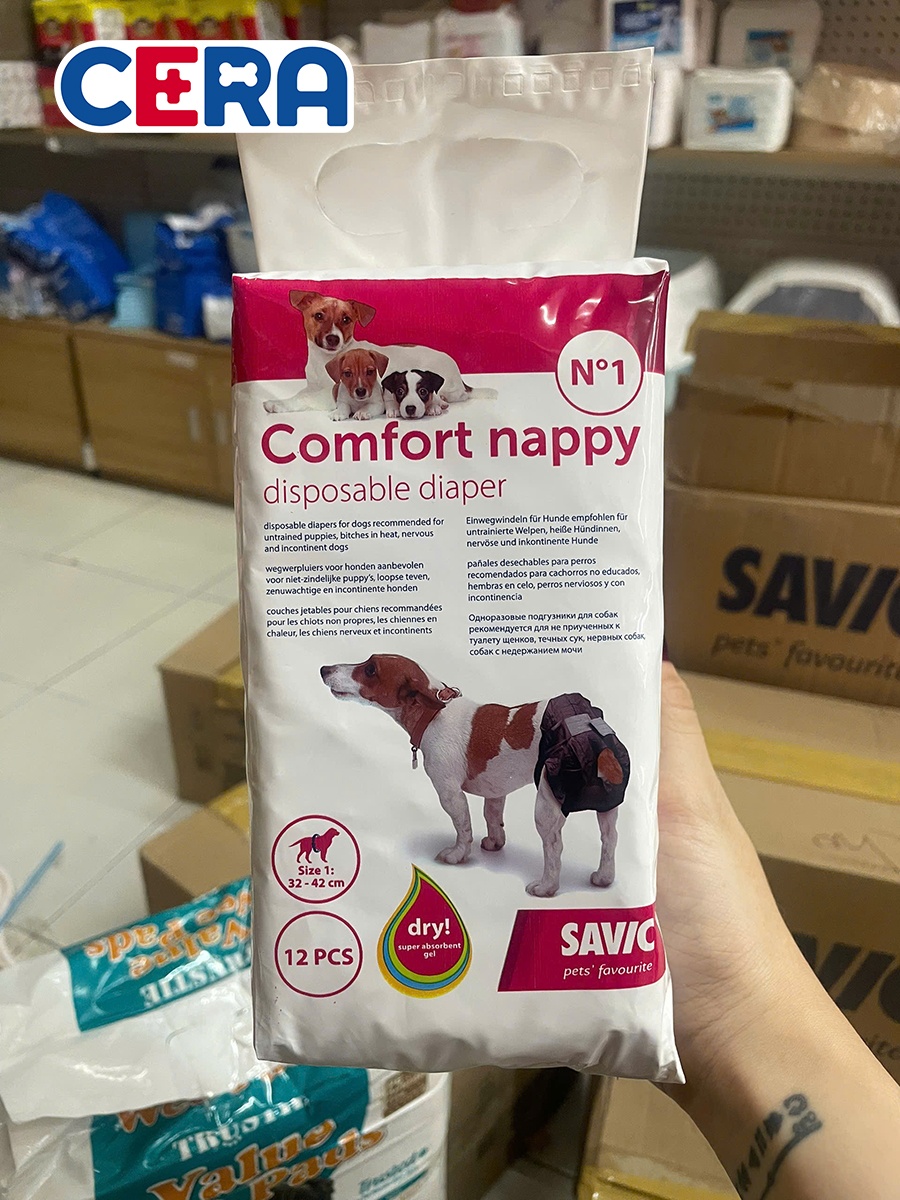 CERA
N°1
Comfort nappy
disposable diaper
disposable diapers for dogs recommended for
untrained puppies, bitches in heat, nervous
and incontinent dogs
wegwerpluiers voor honden aanbevolen
voor niet-zindelijke puppy's, loopse teven,
zenuwachtige en incontinente honden
couches jetables pour chiens recommandées
pour les chiots non propres, les chiennes en
chaleur, les chiens nerveux et incontinents
Einwegwindeln für Hunde empfohlen für
untrainierte Welpen, heiße Hündinnen,
nervöse und inkontinente Hunde
pañales desechables para perros
recomendados para cachorros no educados,
hembras en celo, perros nerviosos y con
incontinencia
Одноразовые подгузники для собак
рекомендуется для не приученных к
туалету щенков, течных сук, нервных собак,
собак с недержанием мочи
Size 1:
32 - 42 cm
12 PCS
dry!
super absorbent
gel
SAVIC
pets' favourite
SAVIC
pets' favourite
Value
Pads
TRUSTIE
TRUSTIE
Value
Pads